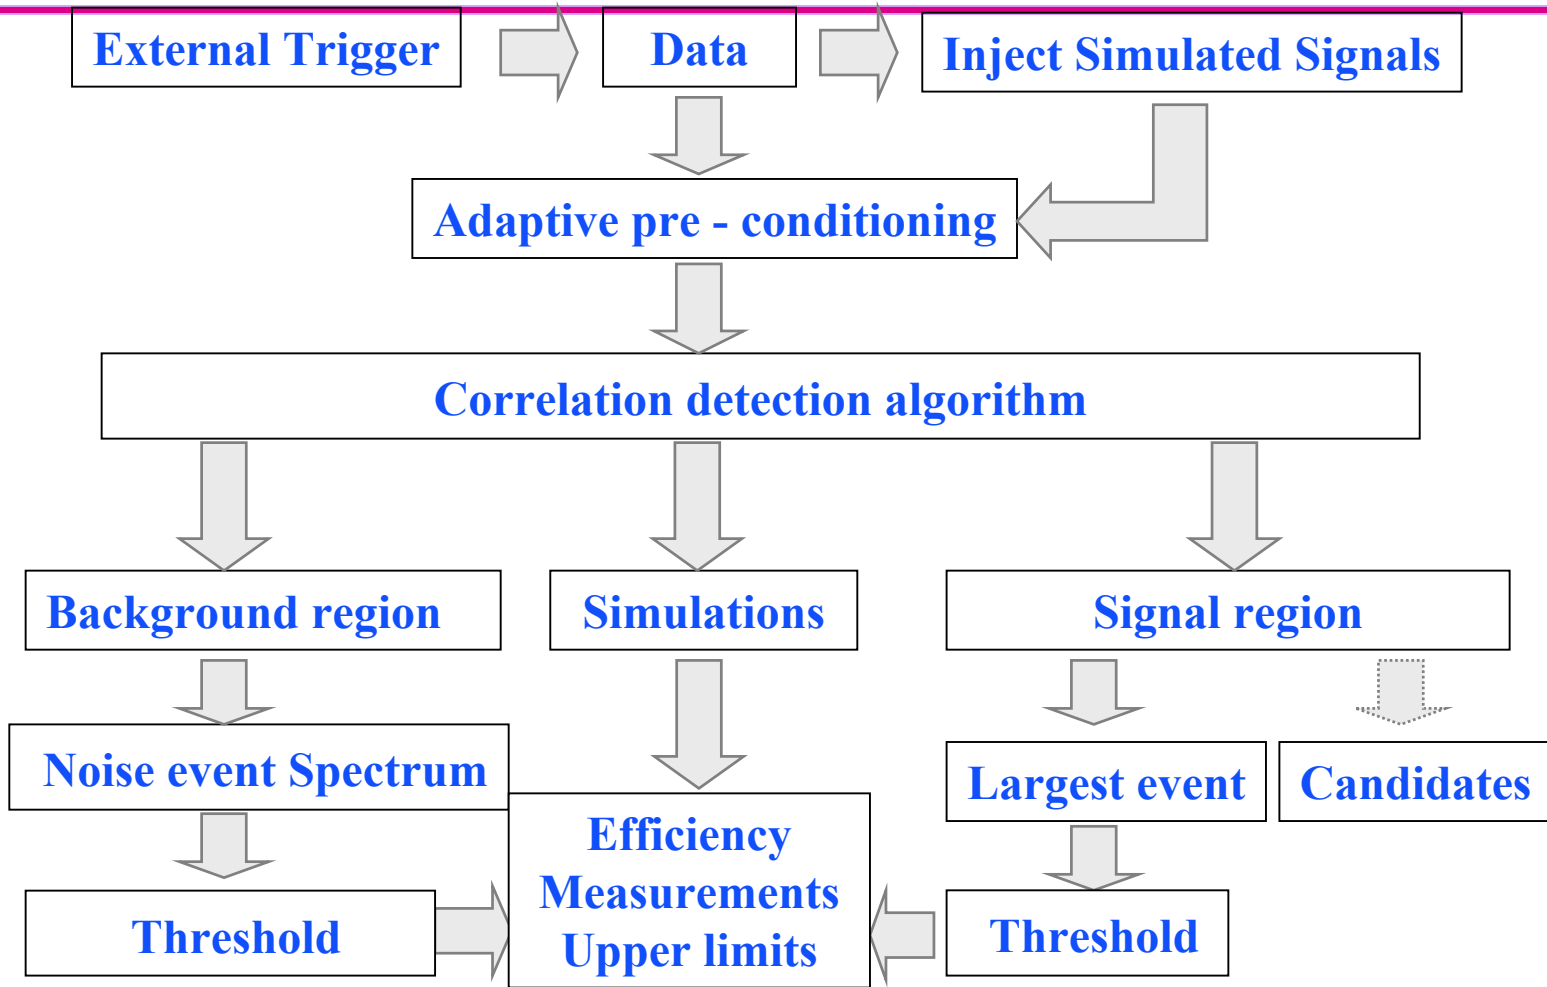 External Trigger
Data
Inject Simulated Signals
Adaptive pre - conditioning
Correlation detection algorithm
Background region
Simulations
Signal region
Noise event Spectrum
Largest event
Candidates
Efficiency
Measurements
Upper limits
Threshold
Threshold